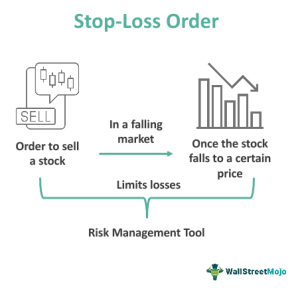 Stop-Loss Order
SELL
Order to sell
a stock
In a falling
market
Once the stock
falls to a certain
price
Limits losses
Risk Management Tool
WallStreetMojo